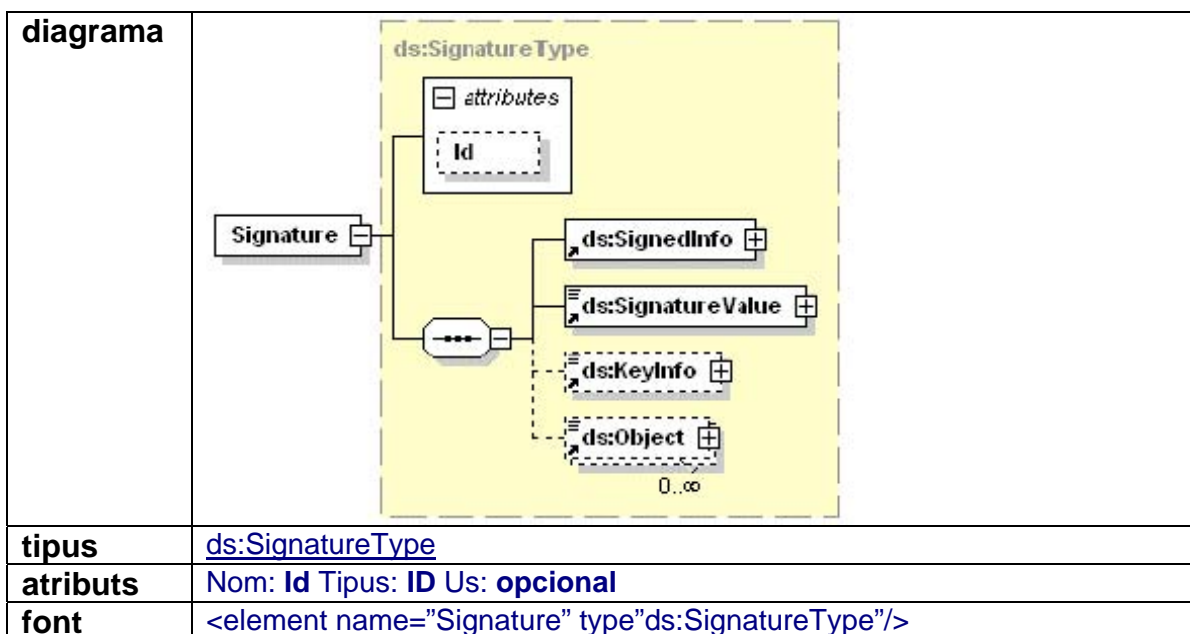 diagrama
ds:SignatureType
attributes
Id
Signature
ds:SignedInfo
ds:SignatureValue
ds:KeyInfo
ds:Object
0..∞
tipus ds:SignatureType
atributs Nom: Id Tipus: ID Us: opcional
font <element name=”Signature” type”ds:SignatureType”/>